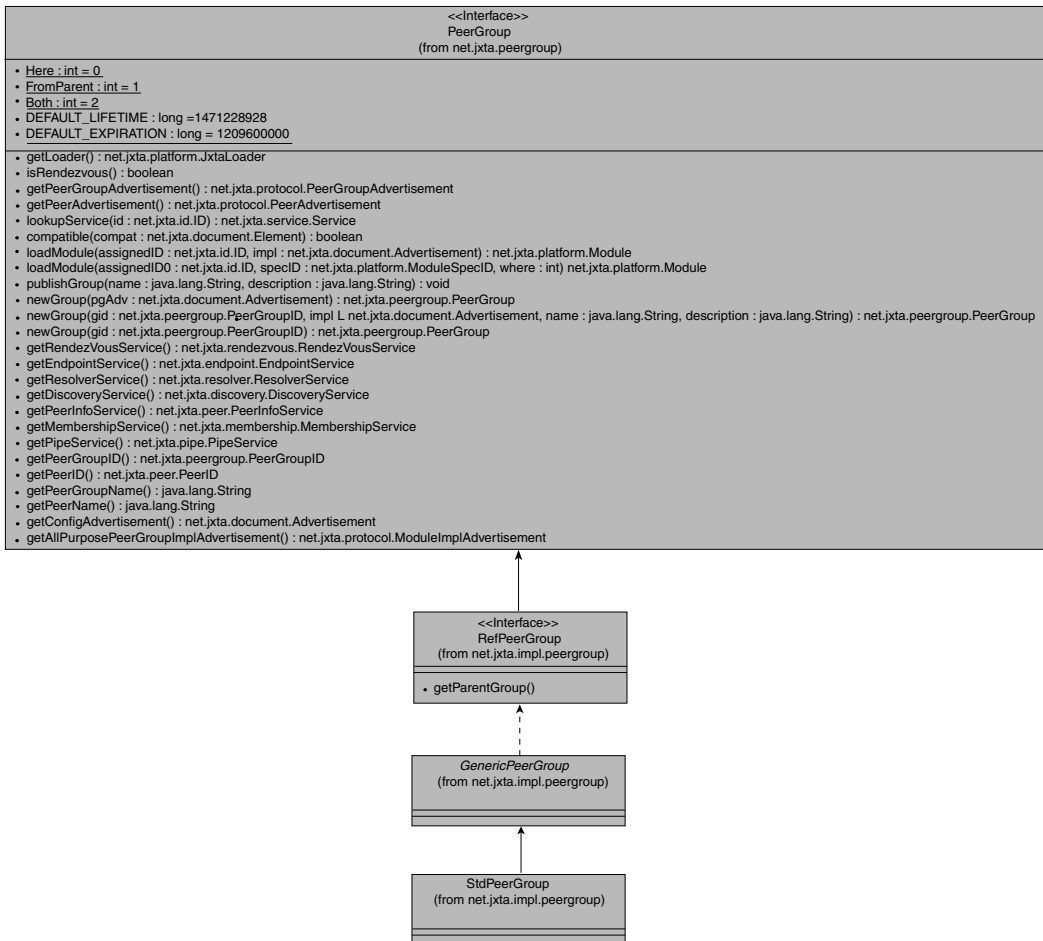 <<Interface>>
PeerGroup
(from net.jxta.peergroup)
• Here : int = 0
• FromParent : int = 1
• Both : int = 2
• DEFAULT_LIFETIME : long =1471228928
• DEFAULT_EXPIRATION : long = 1209600000
• getLoader() : net.jxta.platform.JxtaLoader
• isRendezvous() : boolean
• getPeerGroupAdvertisement() : net.jxta.protocol.PeerGroupAdvertisement
• getPeerAdvertisement() : net.jxta.protocol.PeerAdvertisement
• lookupService(id : net.jxta.id.ID) : net.jxta.service.Service
• compatible(compat : net.jxta.document.Element) : boolean
• loadModule(assignedID : net.jxta.id.ID, impl : net.jxta.document.Advertisement) : net.jxta.platform.Module
• loadModule(assignedID0 : net.jxta.id.ID, specID : net.jxta.platform.ModuleSpecID, where : int) net.jxta.platform.Module
• publishGroup(name : java.lang.String, description : java.lang.String) : void
• newGroup(pgAdv : net.jxta.document.Advertisement) : net.jxta.peergroup.PeerGroup
• newGroup(gid : net.jxta.peergroup.PeerGroupID, impl L net.jxta.document.Advertisement, name : java.lang.String, description : java.lang.String) : net.jxta.peergroup.PeerGroup
• newGroup(gid : net.jxta.peergroup.PeerGroupID) : net.jxta.peergroup.PeerGroup
• getRendezVousService() : net.jxta.rendezvous.RendezVousService
• getEndpointService() : net.jxta.endpoint.EndpointService
• getResolverService() : net.jxta.resolver.ResolverService
• getDiscoveryService() : net.jxta.discovery.DiscoveryService
• getPeerInfoService() : net.jxta.peer.PeerInfoService
• getMembershipService() : net.jxta.membership.MembershipService
• getPipeService() : net.jxta.pipe.PipeService
• getPeerGroupID() : net.jxta.peergroup.PeerGroupID
• getPeerID() : net.jxta.peer.PeerID
• getPeerGroupName() : java.lang.String
• getPeerName() : java.lang.String
• getConfigAdvertisement() : net.jxta.document.Advertisement
• getAllPurposePeerGroupImplAdvertisement() : net.jxta.protocol.ModuleImplAdvertisement
<<Interface>>
RefPeerGroup
(from net.jxta.impl.peergroup)
• getParentGroup()
GenericPeerGroup
(from net.jxta.impl.peergroup)
StdPeerGroup
(from net.jxta.impl.peergroup)